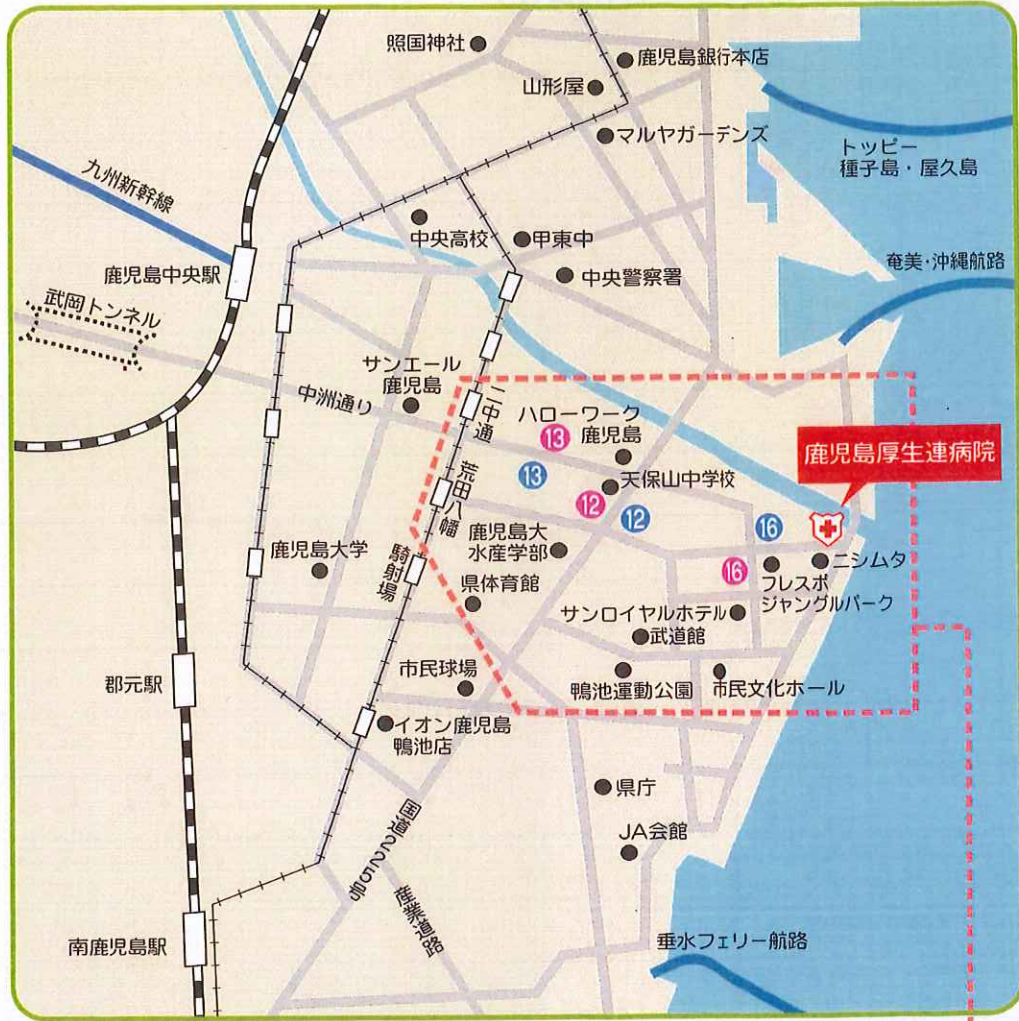 照国神社
鹿児島銀行本店
山形屋
マルヤガーデンズ
トッピー
種子島・屋久島
九州新幹線
中央高校
甲東中
鹿児島中央駅
中央警察署
奄美・沖縄航路
武岡トンネル
サンエール
鹿児島
中洲通り
二中通
ハローワーク
鹿児島
13
鹿児島厚生連病院
13
天保山中学校
荒田八幡
12
12
16
鹿児島大
水産学部
鹿児島大学
騎射場
ニシムタ
16
フレスポ
ジャングルパーク
県体育館
サンロイヤルホテル
武道館
市民球場
鴨池運動公園
市民文化ホール
郡元駅
イオン鹿児島
鴨池店
県庁
国道225号
JA会館
産業道路
南鹿児島駅
垂水フェリー航路